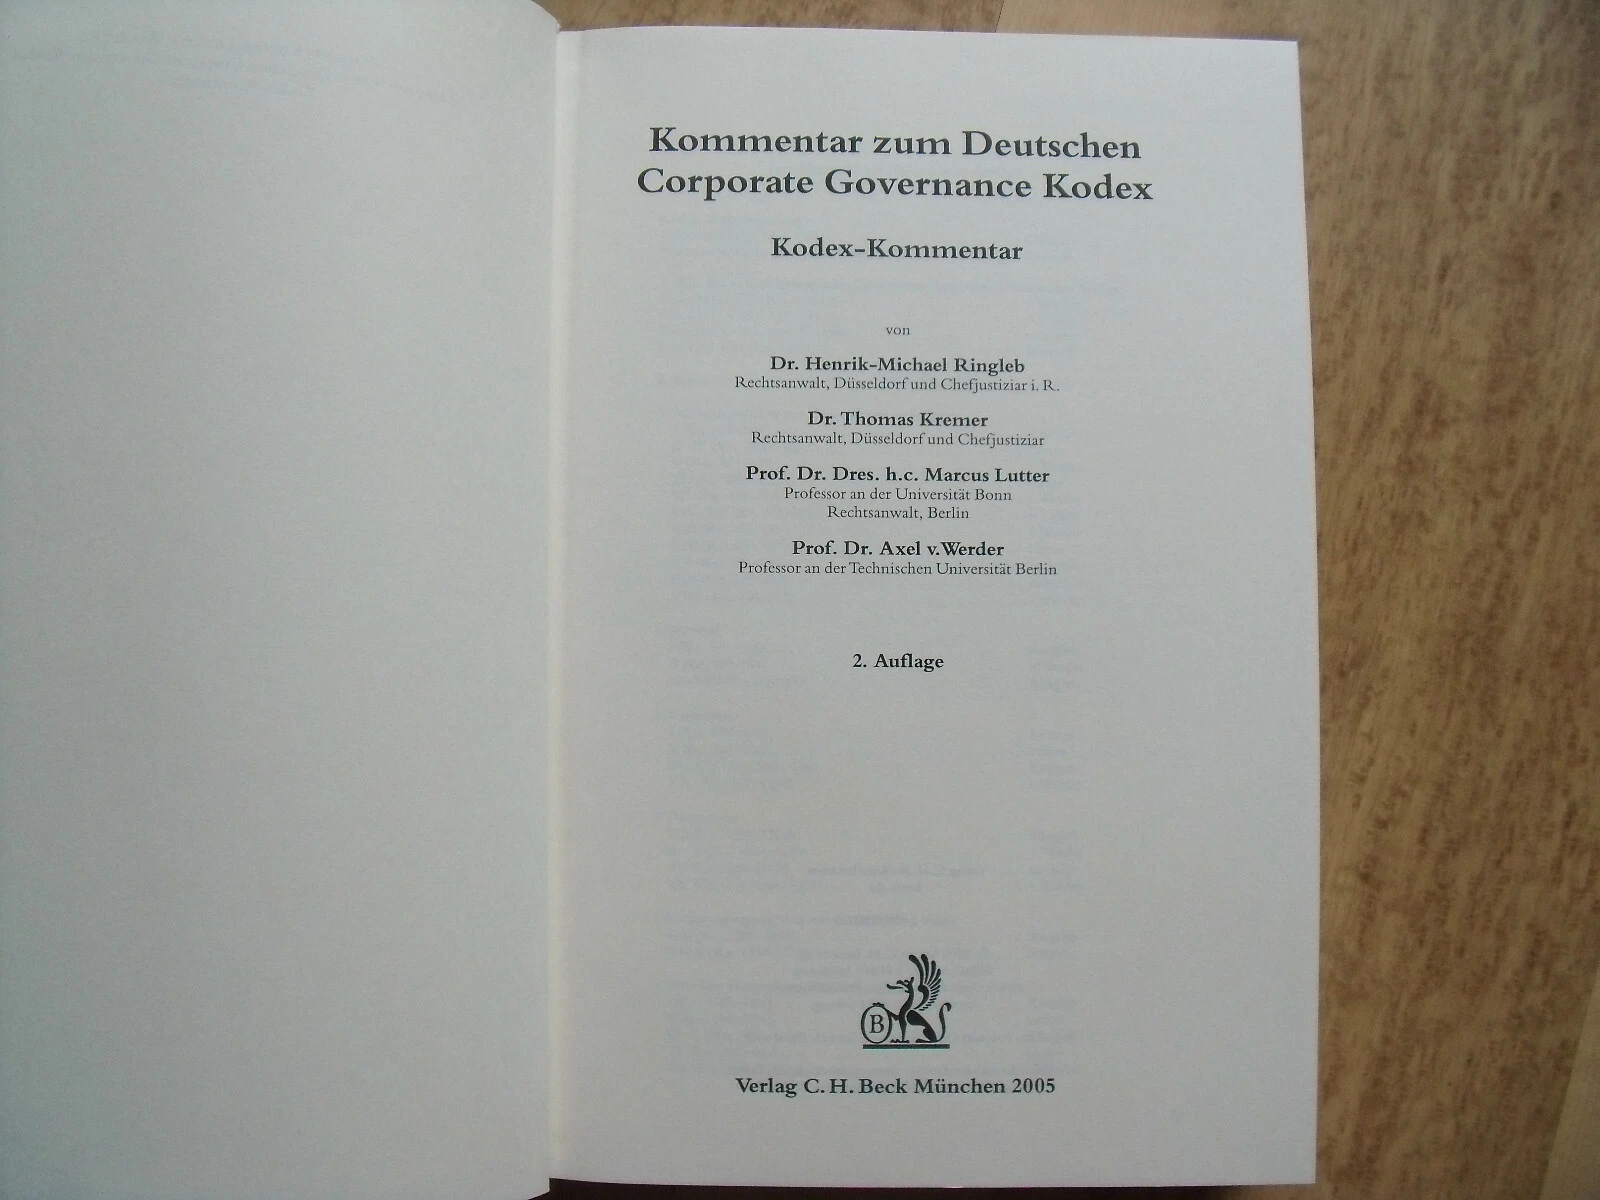 Kommentar zum Deutschen
Corporate Governance Kodex
Kodex-Kommentar
von
Dr. Henrik-Michael Ringleb
Rechtsanwalt, Düsseldorf und Chefjustiziar i. R.
Dr. Thomas Kremer
Rechtsanwalt, Düsseldorf und Chefjustiziar
Prof. Dr. Dres. h.c. Marcus Lutter
Professor an der Universität Bonn
Rechtsanwalt, Berlin
Prof. Dr. Axel v. Werder
Professor an der Technischen Universität Berlin
2. Auflage
B
Verlag C. H. Beck München 2005